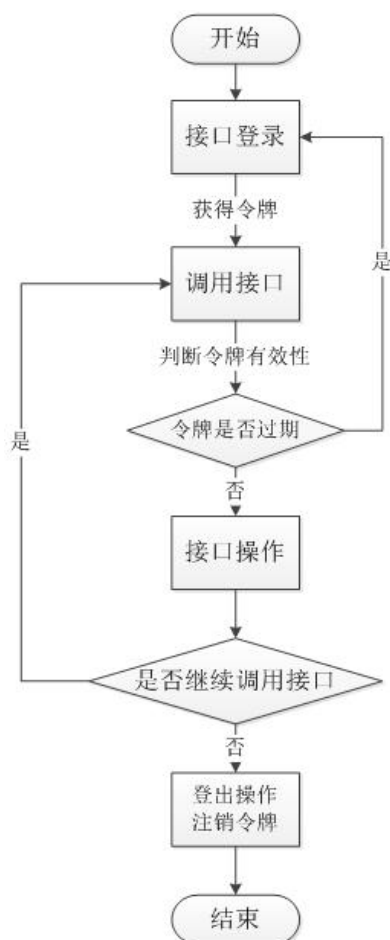 开始
接口登录
获得令牌
调用接口
是
判断令牌有效性
令牌是否过期
是
否
接口操作
是否继续调用接口
否
登出操作
注销令牌
结束